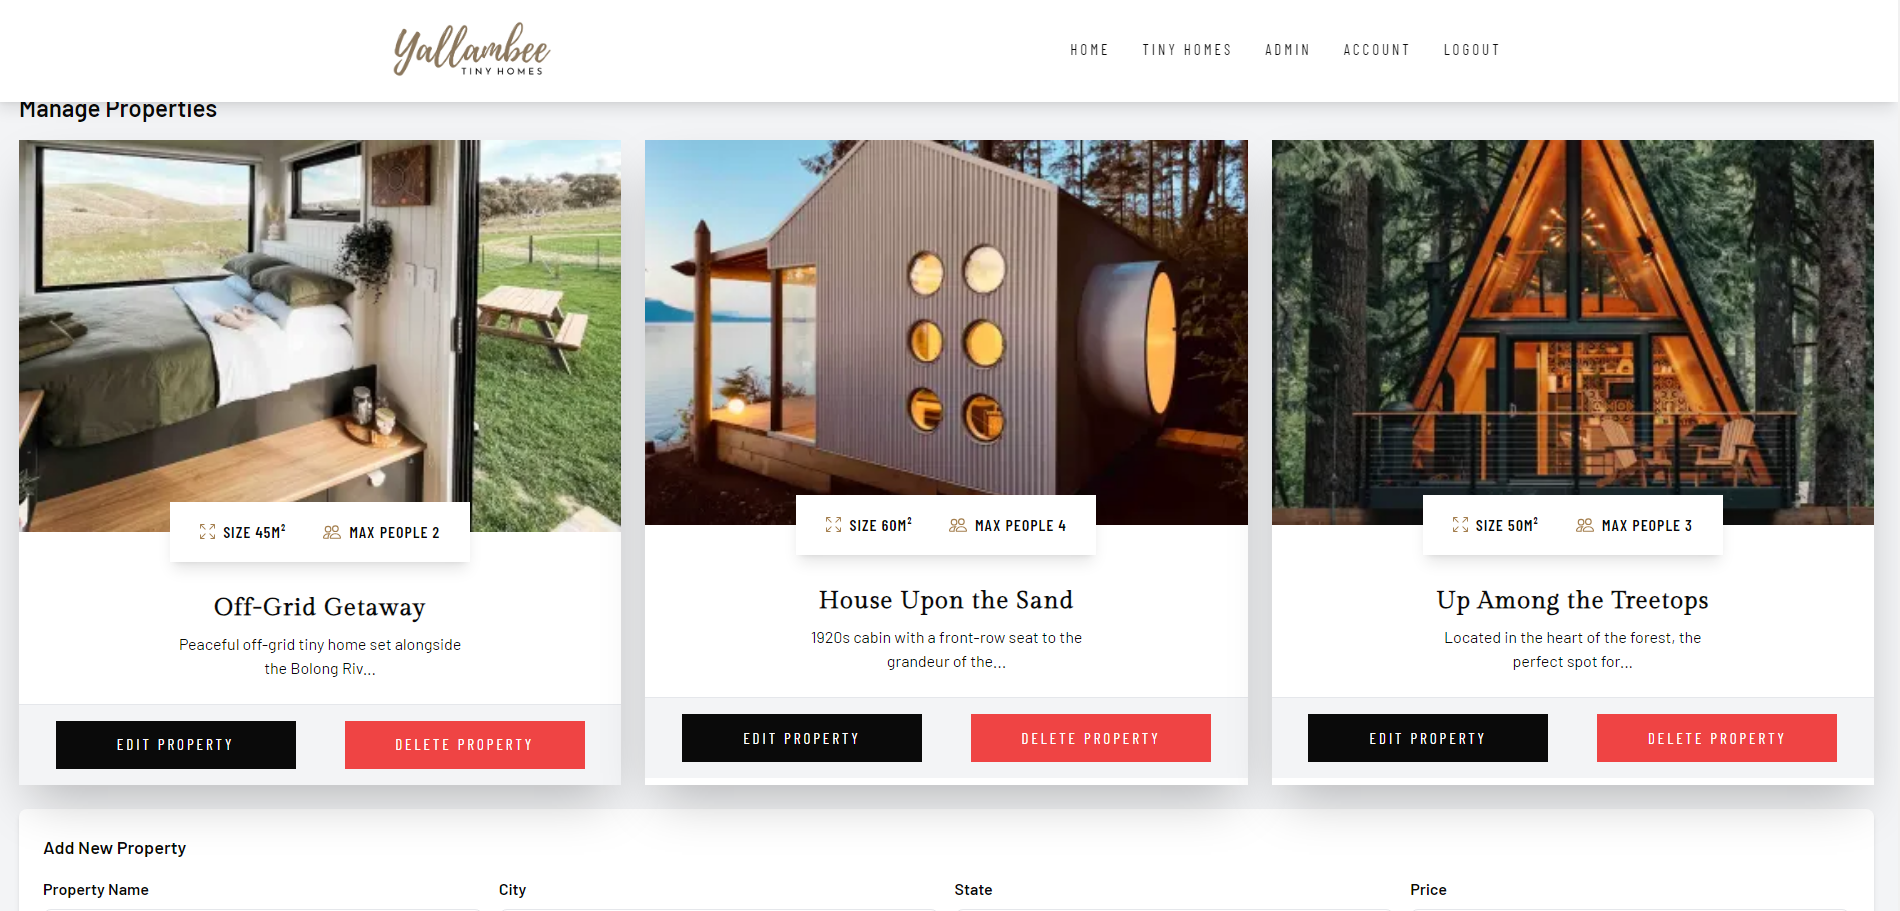 Yallambee
TINY HOMES
HOME TINY HOMES ADMIN ACCOUNT LOGOUT
Manage Properties
SIZE 45M² MAX PEOPLE 2
Off-Grid Getaway
Peaceful off-grid tiny home set alongside
the Bolong Riv...
EDIT PROPERTY DELETE PROPERTY
SIZE 60M² MAX PEOPLE 4
House Upon the Sand
1920s cabin with a front-row seat to the
grandeur of the...
EDIT PROPERTY DELETE PROPERTY
SIZE 50M² MAX PEOPLE 3
Up Among the Treetops
Located in the heart of the forest, the
perfect spot for...
EDIT PROPERTY DELETE PROPERTY
Add New Property
Property Name City State Price